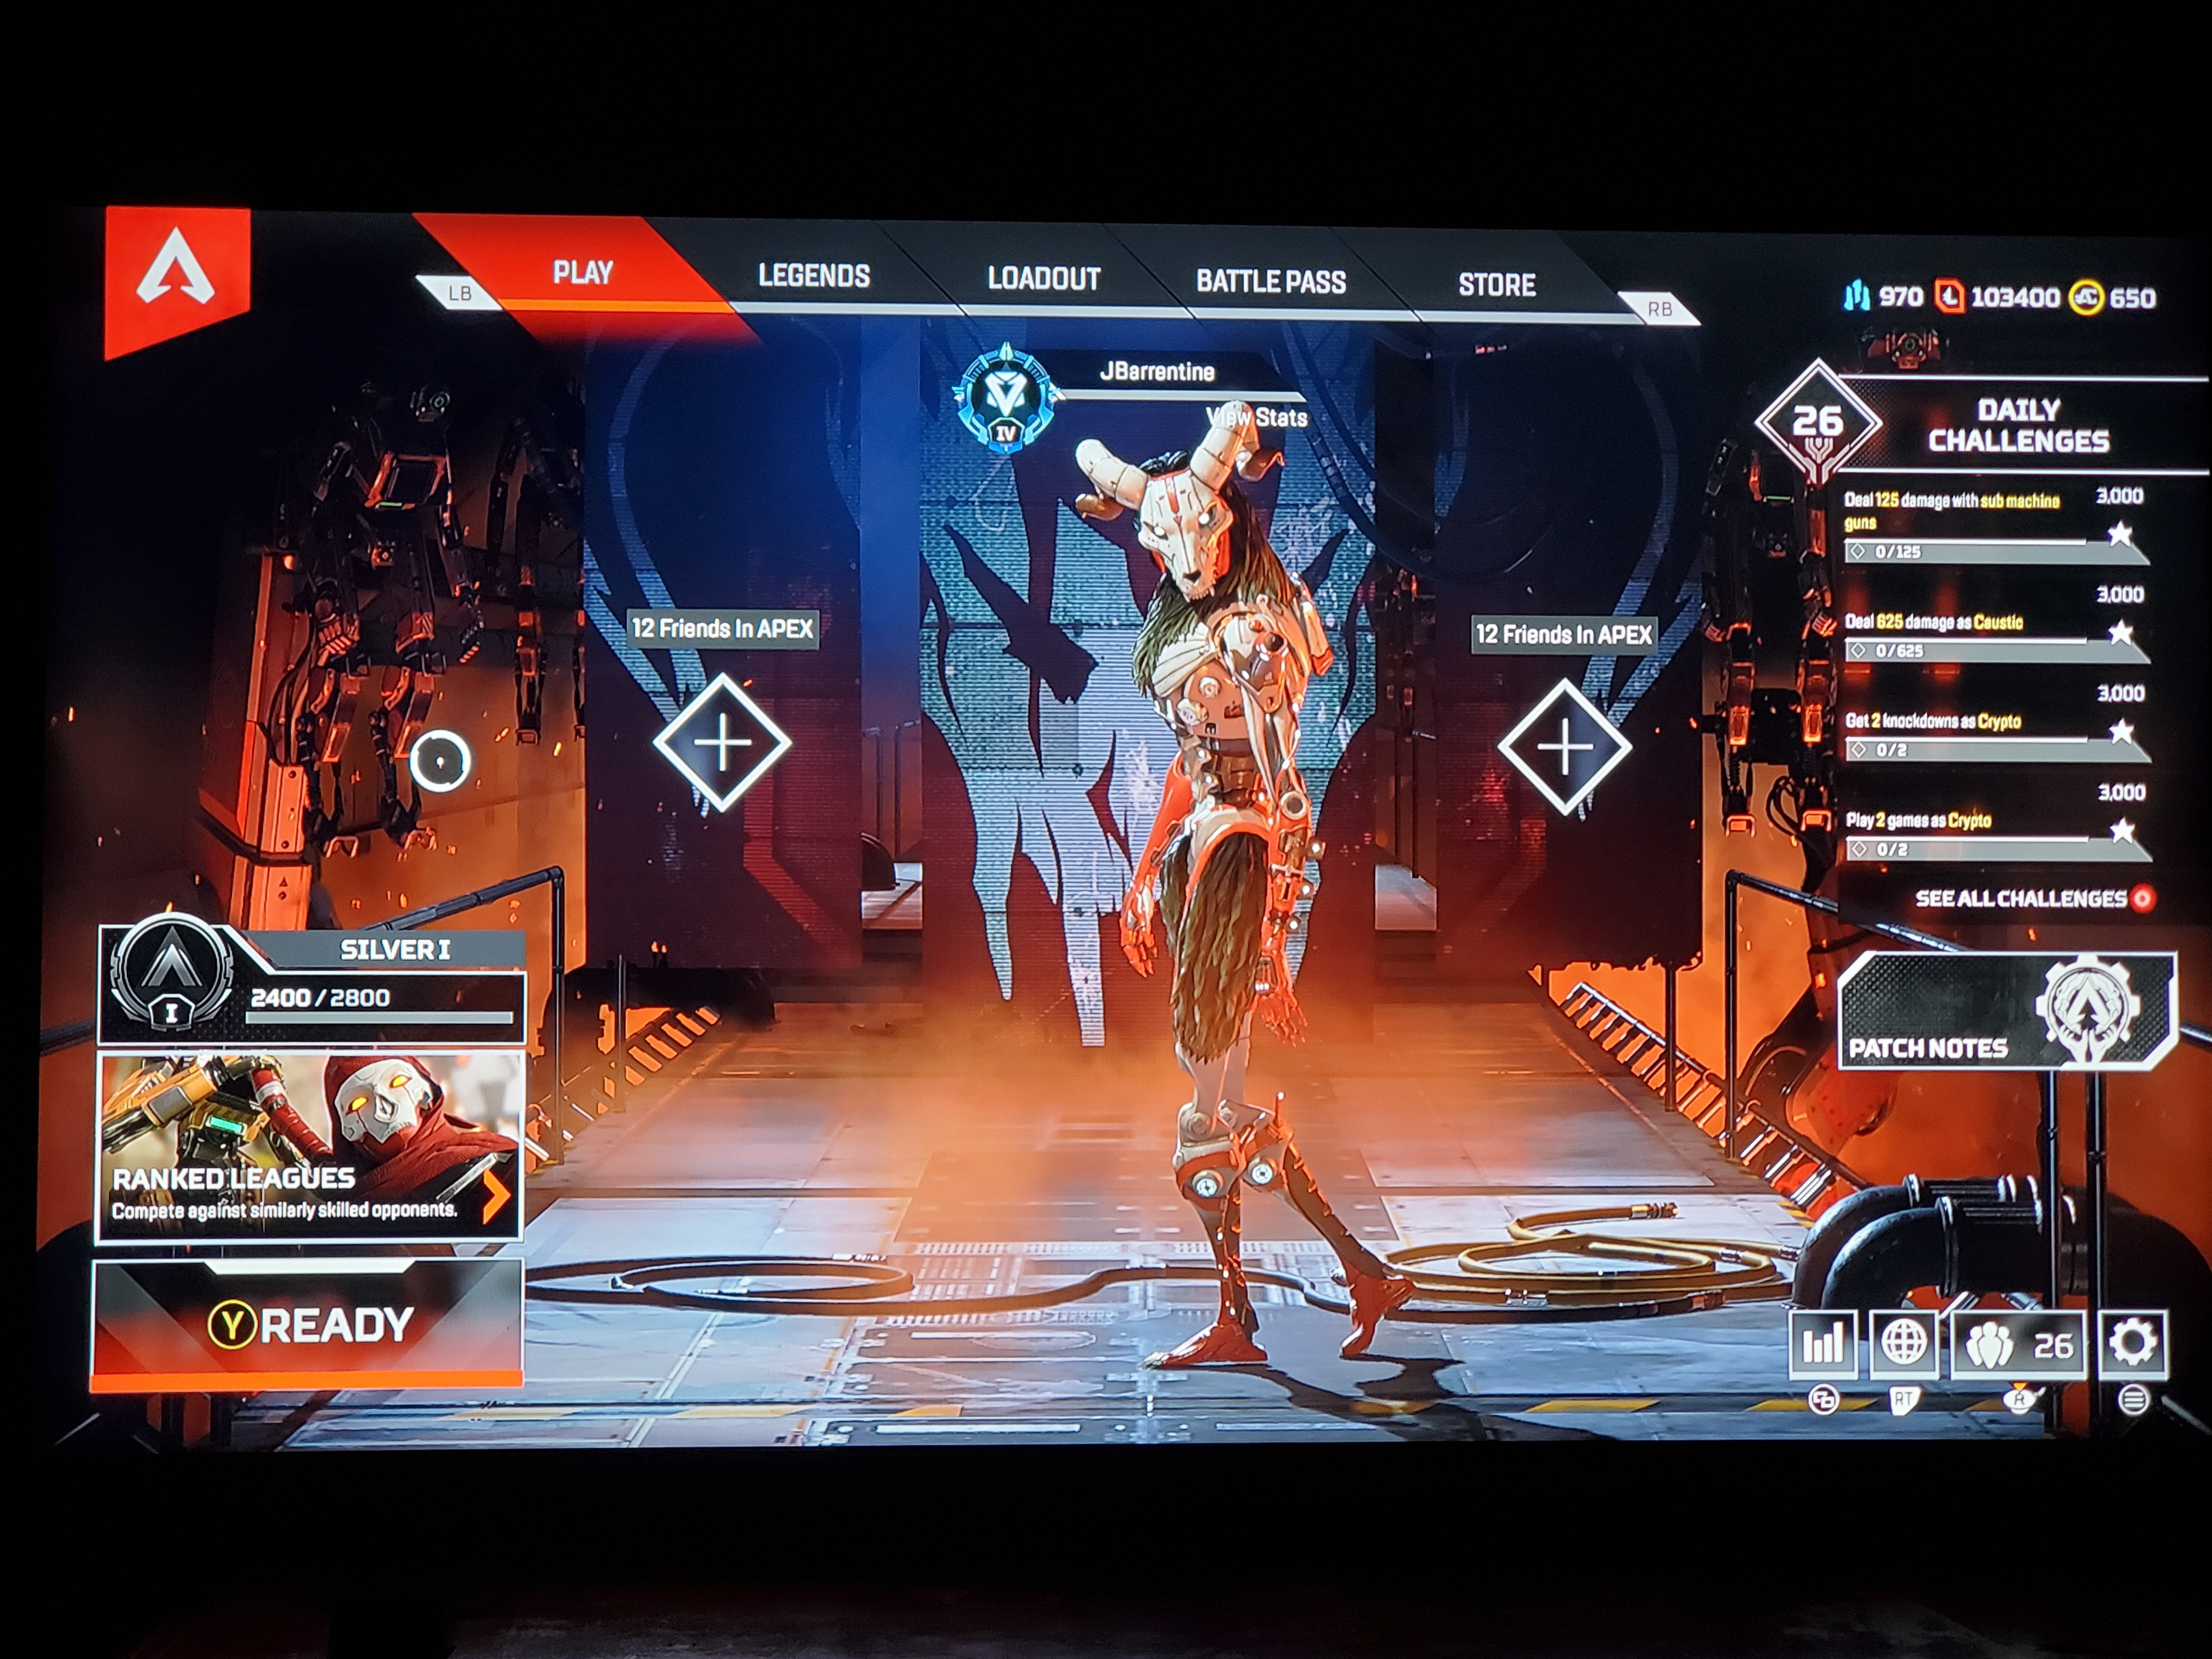 LB
PLAY
LEGENDS
LOADOUT
BATTLE PASS
STORE
RB
970
103400
650
JBarrentine
View Stats
IV
26
DAILY
CHALLENGES
Deal 125 damage with sub machine
guns
3,000
0/125
3,000
Deal 625 damage as Caustic
0/625
3,000
Get 2 knockdowns as Crypto
0/2
3,000
Play 2 games as Crypto
0/2
SEE ALL CHALLENGES
12 Friends In APEX
12 Friends In APEX
SILVER I
I
2400 / 2800
PATCH NOTES
RANKED LEAGUES
Compete against similarly skilled opponents.
Y READY
26
RT
R